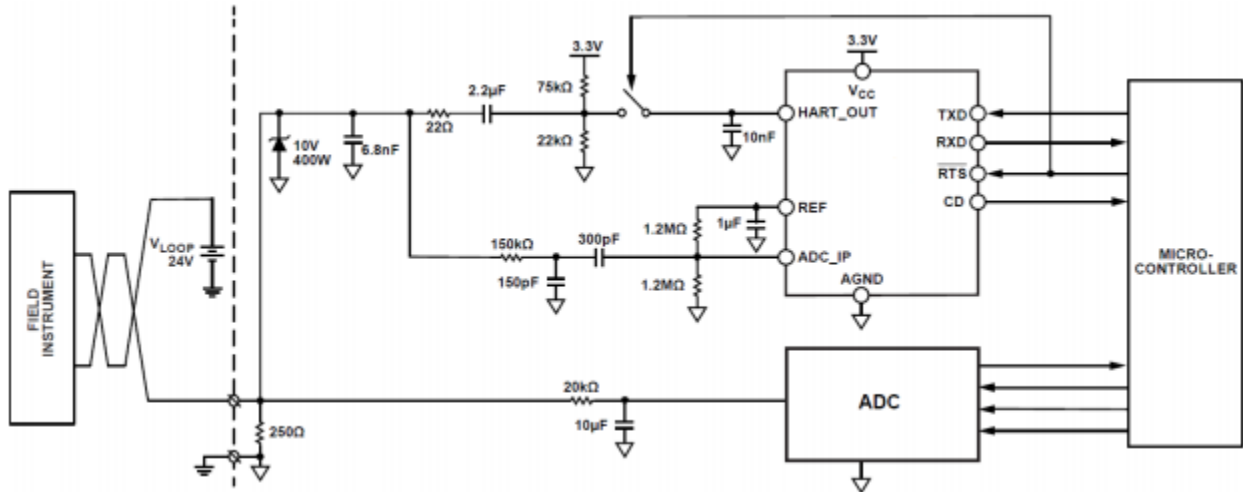 3.3V
3.3V
2.2µF
75kΩ
VCC
HART_OUT
TXD
10V
400W
6.8nF
22Ω
22kΩ
10nF
RXD
RTS
CD
REF
VLOOP
24V
1.2MΩ
1µF
150kΩ
300pF
ADC_IP
150pF
1.2MΩ
AGND
MICRO-
CONTROLLER
FIELD
INSTRUMENT
20kΩ
ADC
10µF
250Ω